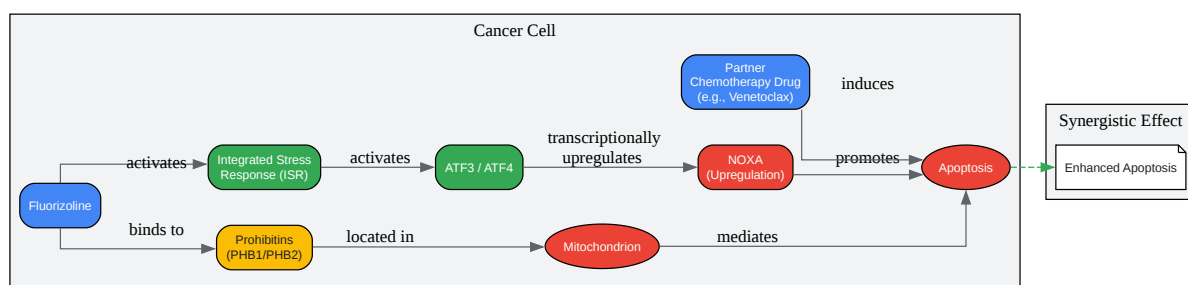 Cancer Cell
Partner
Chemotherapy Drug
(e.g., Venetoclax)
induces
Synergistic Effect
Fluorizoline
activates
Integrated Stress
Response (ISR)
activates
ATF3 / ATF4
transcriptionally
upregulates
NOXA
(Upregulation)
promotes
Apoptosis
Enhanced Apoptosis
binds to
Prohibitins
(PHB1/PHB2)
located in
Mitochondrion
mediates